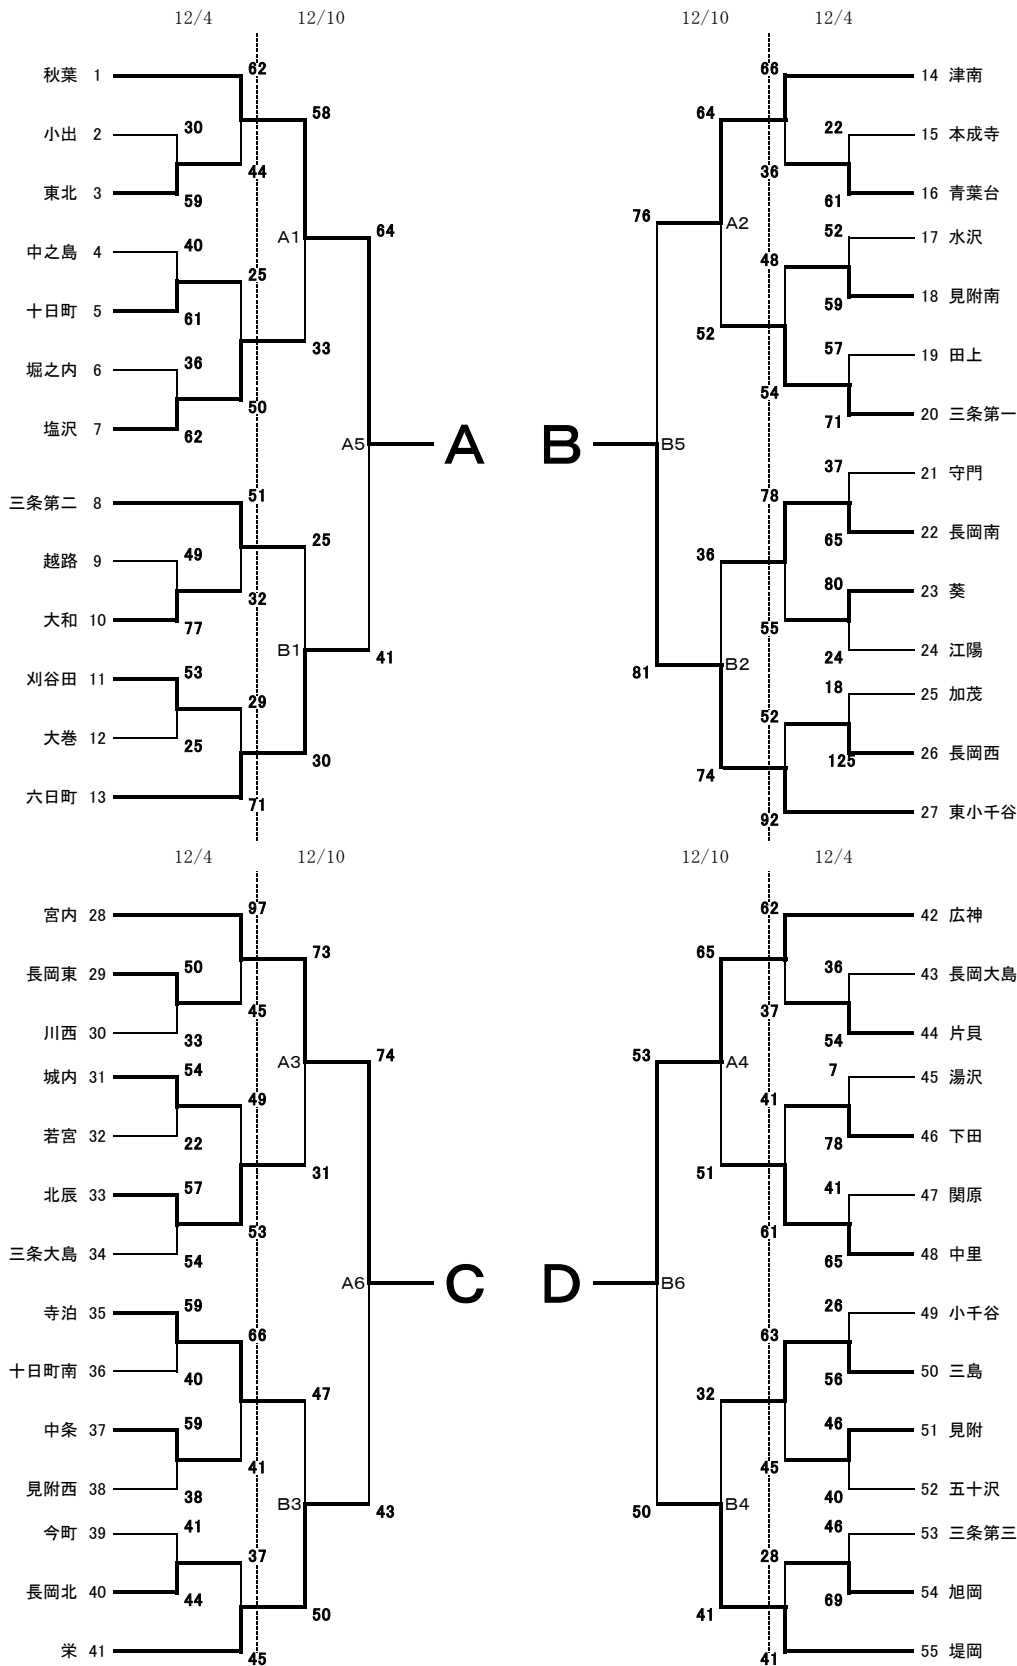 12/4 12/10 12/10 12/4
秋葉 1 62 66 14 津南
58 64
小出 2 30 22 15 本成寺
44 36
東北 3 59 61 16 青葉台
A1 64 76 A2
中之島 4 40 52 17 水沢
25 48
十日町 5 61 59 18 見附南
33 52
堀之内 6 36 57 19 田上
50 54
塩沢 7 62 71 20 三条第一
A5 A B B5
37 21 守門
三条第二 8 51 78
25 36 65 22 長岡南
越路 9 49 80 23 葵
32 55
大和 10 77 24 24 江陽
B1 41 81 B2
刈谷田 11 53 18 25 加茂
29 52
大巻 12 25 125 26 長岡西
30 74
六日町 13 71 92 27 東小千谷
12/4 12/10 12/10 12/4
宮内 28 97 62 42 広神
73 65
長岡東 29 50 36 43 長岡大島
45 37
川西 30 33 54 44 片貝
A3 74 53 A4
城内 31 54 7 45 湯沢
49 41
若宮 32 22 78 46 下田
31 51
北辰 33 57 41 47 関原
53 61
三条大島 34 54 65 48 中里
A6 C D B6
寺泊 35 59 26 49 小千谷
66 63
十日町南 36 40 56 50 三島
47 32
中条 37 59 46 51 見附
41 45
見附西 38 38 40 52 五十沢
B3 43 50 B4
今町 39 41 46 53 三条第三
37 28
長岡北 40 44 69 54 旭岡
50 41
栄 41 45 41 55 堤岡